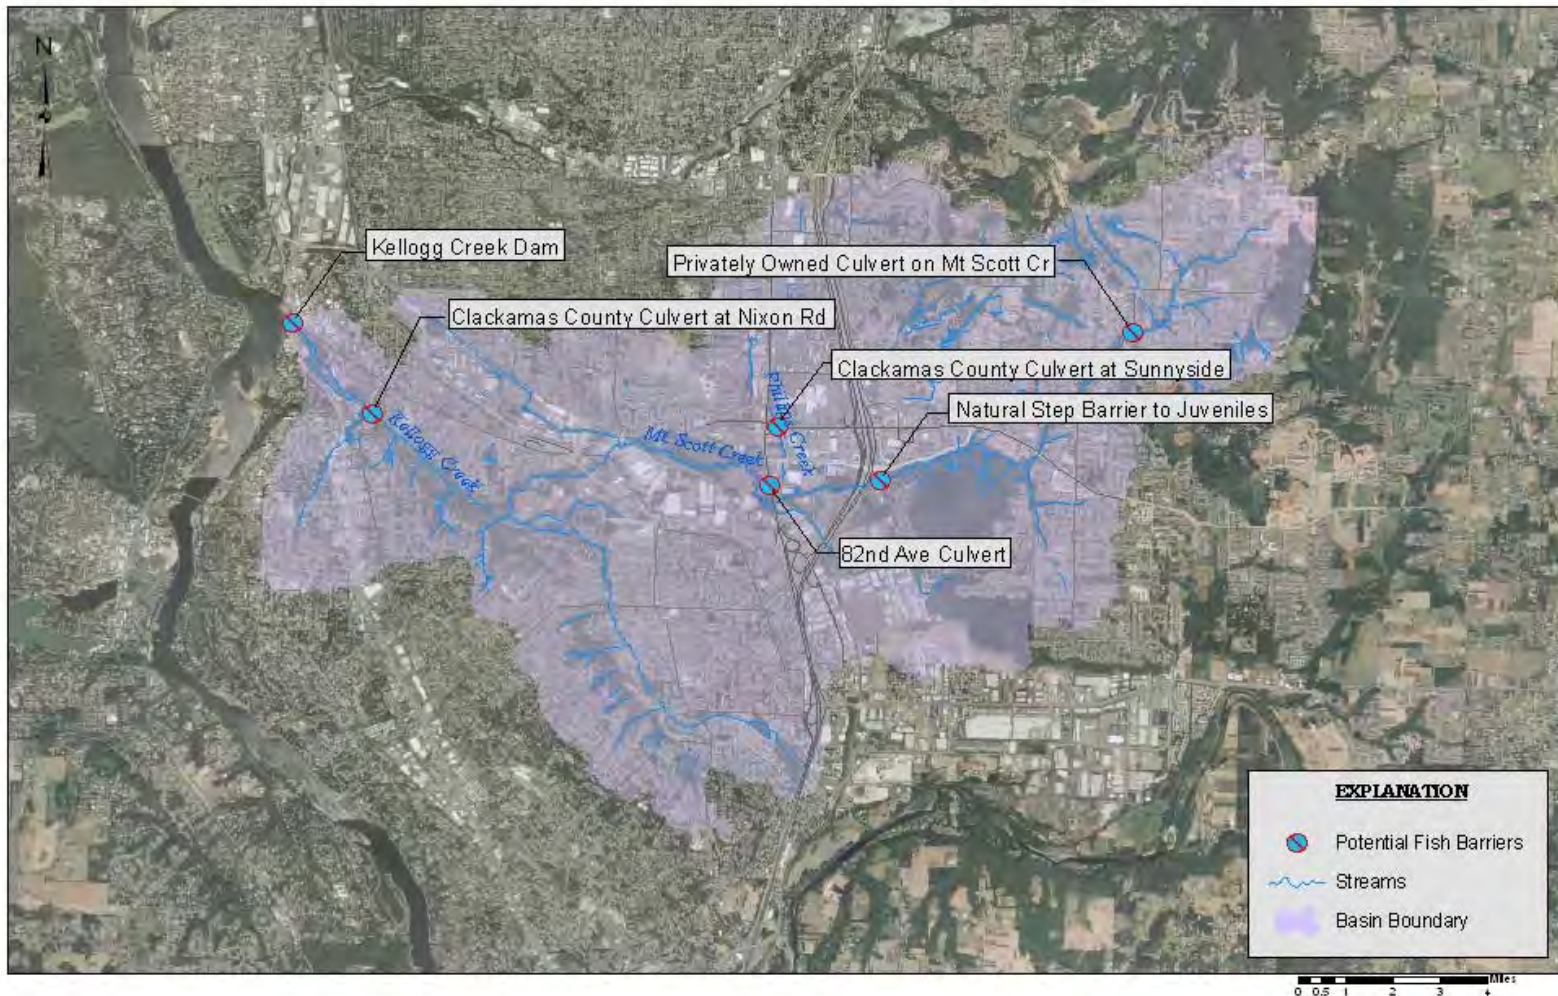 N
Kellogg Creek Dam
Privately Owned Culvert on Mt Scott Cr
Clackamas County Culvert at Nixon Rd
Clackamas County Culvert at Sunnyside
Natural Step Barrier to Juveniles
Kellogg Creek
Mt Scott Creek
Phillips Creek
82nd Ave Culvert
EXPLANATION
Potential Fish Barriers
Streams
Basin Boundary
Miles
0 0.5 1 2 3 4